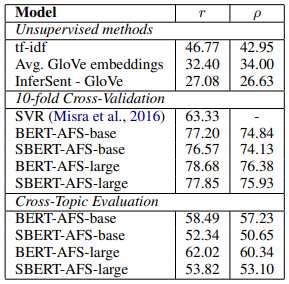 Model r ρ
Unsupervised methods
tf-idf 46.77 42.95
Avg. GloVe embeddings 32.40 34.00
InferSent - GloVe 27.08 26.63
10-fold Cross-Validation
SVR (Misra et al., 2016) 63.33 -
BERT-AFS-base 77.20 74.84
SBERT-AFS-base 76.57 74.13
BERT-AFS-large 78.68 76.38
SBERT-AFS-large 77.85 75.93
Cross-Topic Evaluation
BERT-AFS-base 58.49 57.23
SBERT-AFS-base 52.34 50.65
BERT-AFS-large 62.02 60.34
SBERT-AFS-large 53.82 53.10